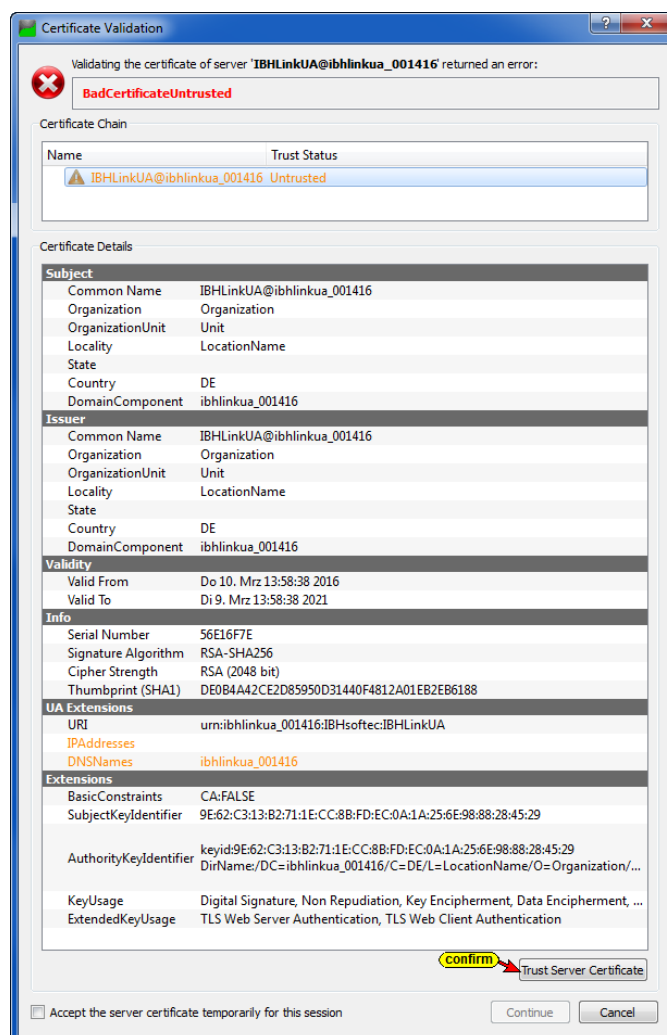 Certificate Validation
Validating the certificate of server 'IBHLinkUA@ibhlinkua_001416' returned an error:
BadCertificateUntrusted
Certificate Chain
Name Trust Status
IBHLinkUA@ibhlinkua_001416 Untrusted
Certificate Details
Subject
Common Name IBHLinkUA@ibhlinkua_001416
Organization Organization
OrganizationUnit Unit
Locality LocationName
State
Country DE
DomainComponent ibhlinkua_001416
Issuer
Common Name IBHLinkUA@ibhlinkua_001416
Organization Organization
OrganizationUnit Unit
Locality LocationName
State
Country DE
DomainComponent ibhlinkua_001416
Validity
Valid From Do 10. Mrz 13:58:38 2016
Valid To Di 9. Mrz 13:58:38 2021
Info
Serial Number 56E16F7E
Signature Algorithm RSA-SHA256
Cipher Strength RSA (2048 bit)
Thumbprint (SHA1) DE0B4A42CE2D85950D31440F4812A01EB2EB6188
UA Extensions
URI urn:ibhlinkua_001416:IBHsoftec:IBHLinkUA
IPAddresses
DNSNames ibhlinkua_001416
Extensions
BasicConstraints CA:FALSE
SubjectKeyIdentifier 9E:62:C3:13:B2:71:1E:CC:8B:FD:EC:0A:1A:25:6E:98:88:28:45:29
keyid:9E:62:C3:13:B2:71:1E:CC:8B:FD:EC:0A:1A:25:6E:98:88:28:45:29
AuthorityKeyIdentifier DirName:/DC=ibhlinkua_001416/C=DE/L=LocationName/O=Organization/...
KeyUsage Digital Signature, Non Repudiation, Key Encipherment, Data Encipherment, ...
ExtendedKeyUsage TLS Web Server Authentication, TLS Web Client Authentication
confirm
Trust Server Certificate
Accept the server certificate temporarily for this session
Continue Cancel